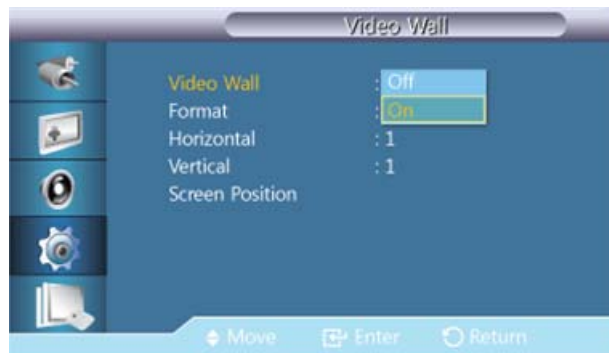 Video Wall
Video Wall : Off
Format : On
Horizontal : 1
Vertical : 1
Screen Position
Move Enter Return